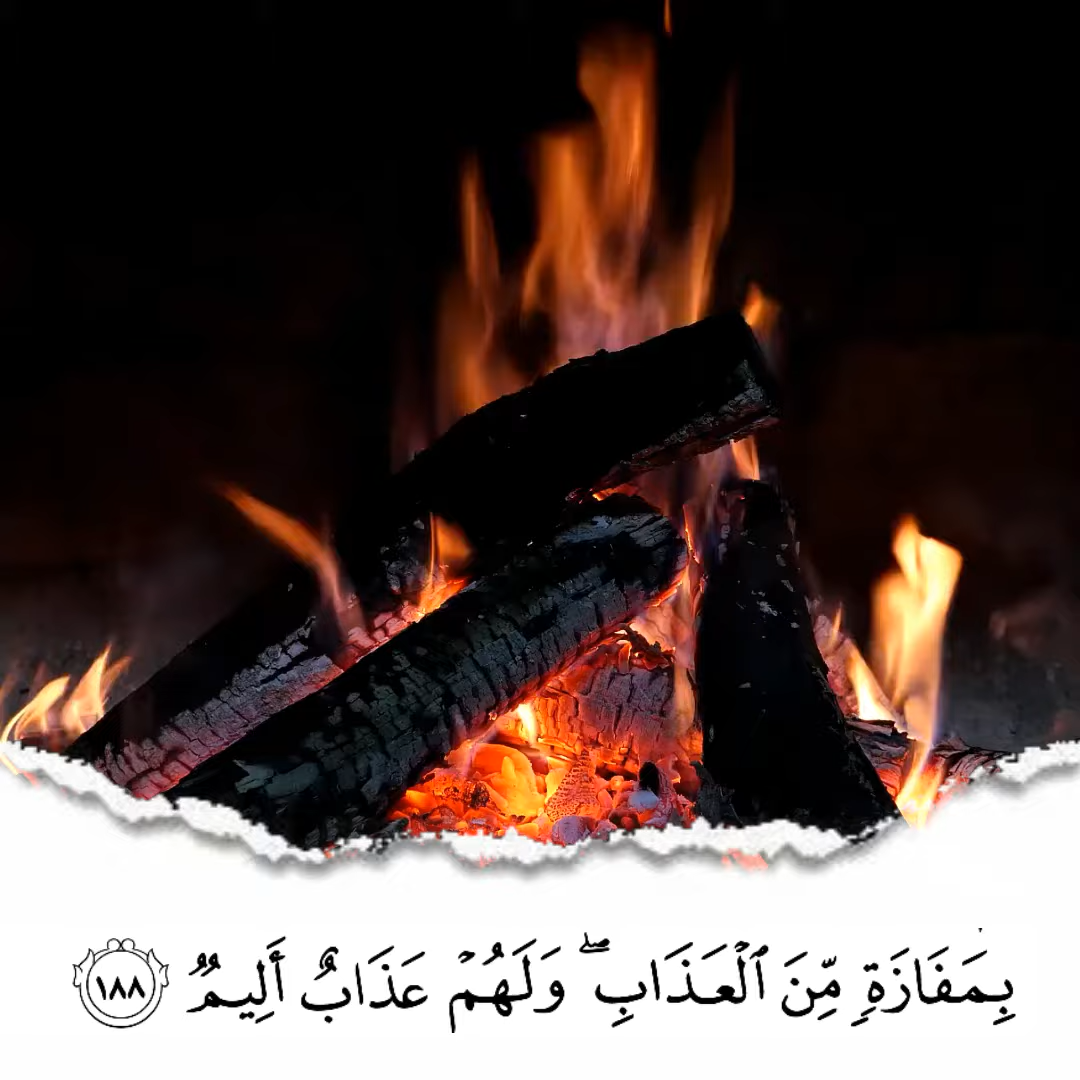 بِمَفَازَةٍ مِّنَ ٱلْعَذَابِ ۖ وَلَهُمْ عَذَابٌ أَلِيمٌ ١٨٨